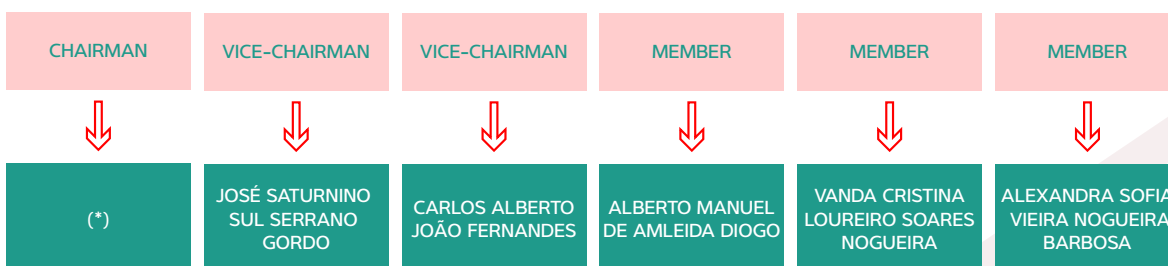 CHAIRMAN
VICE-CHAIRMAN
VICE-CHAIRMAN
MEMBER
MEMBER
MEMBER
(*)
JOSÉ SATURNINO
SUL SERRANO
GORDO
CARLOS ALBERTO
JOÃO FERNANDES
ALBERTO MANUEL
DE AMLEIDA DIOGO
VANDA CRISTINA
LOUREIRO SOARES
NOGUEIRA
ALEXANDRA SOFIA
VIEIRA NOGUEIRA
BARBOSA